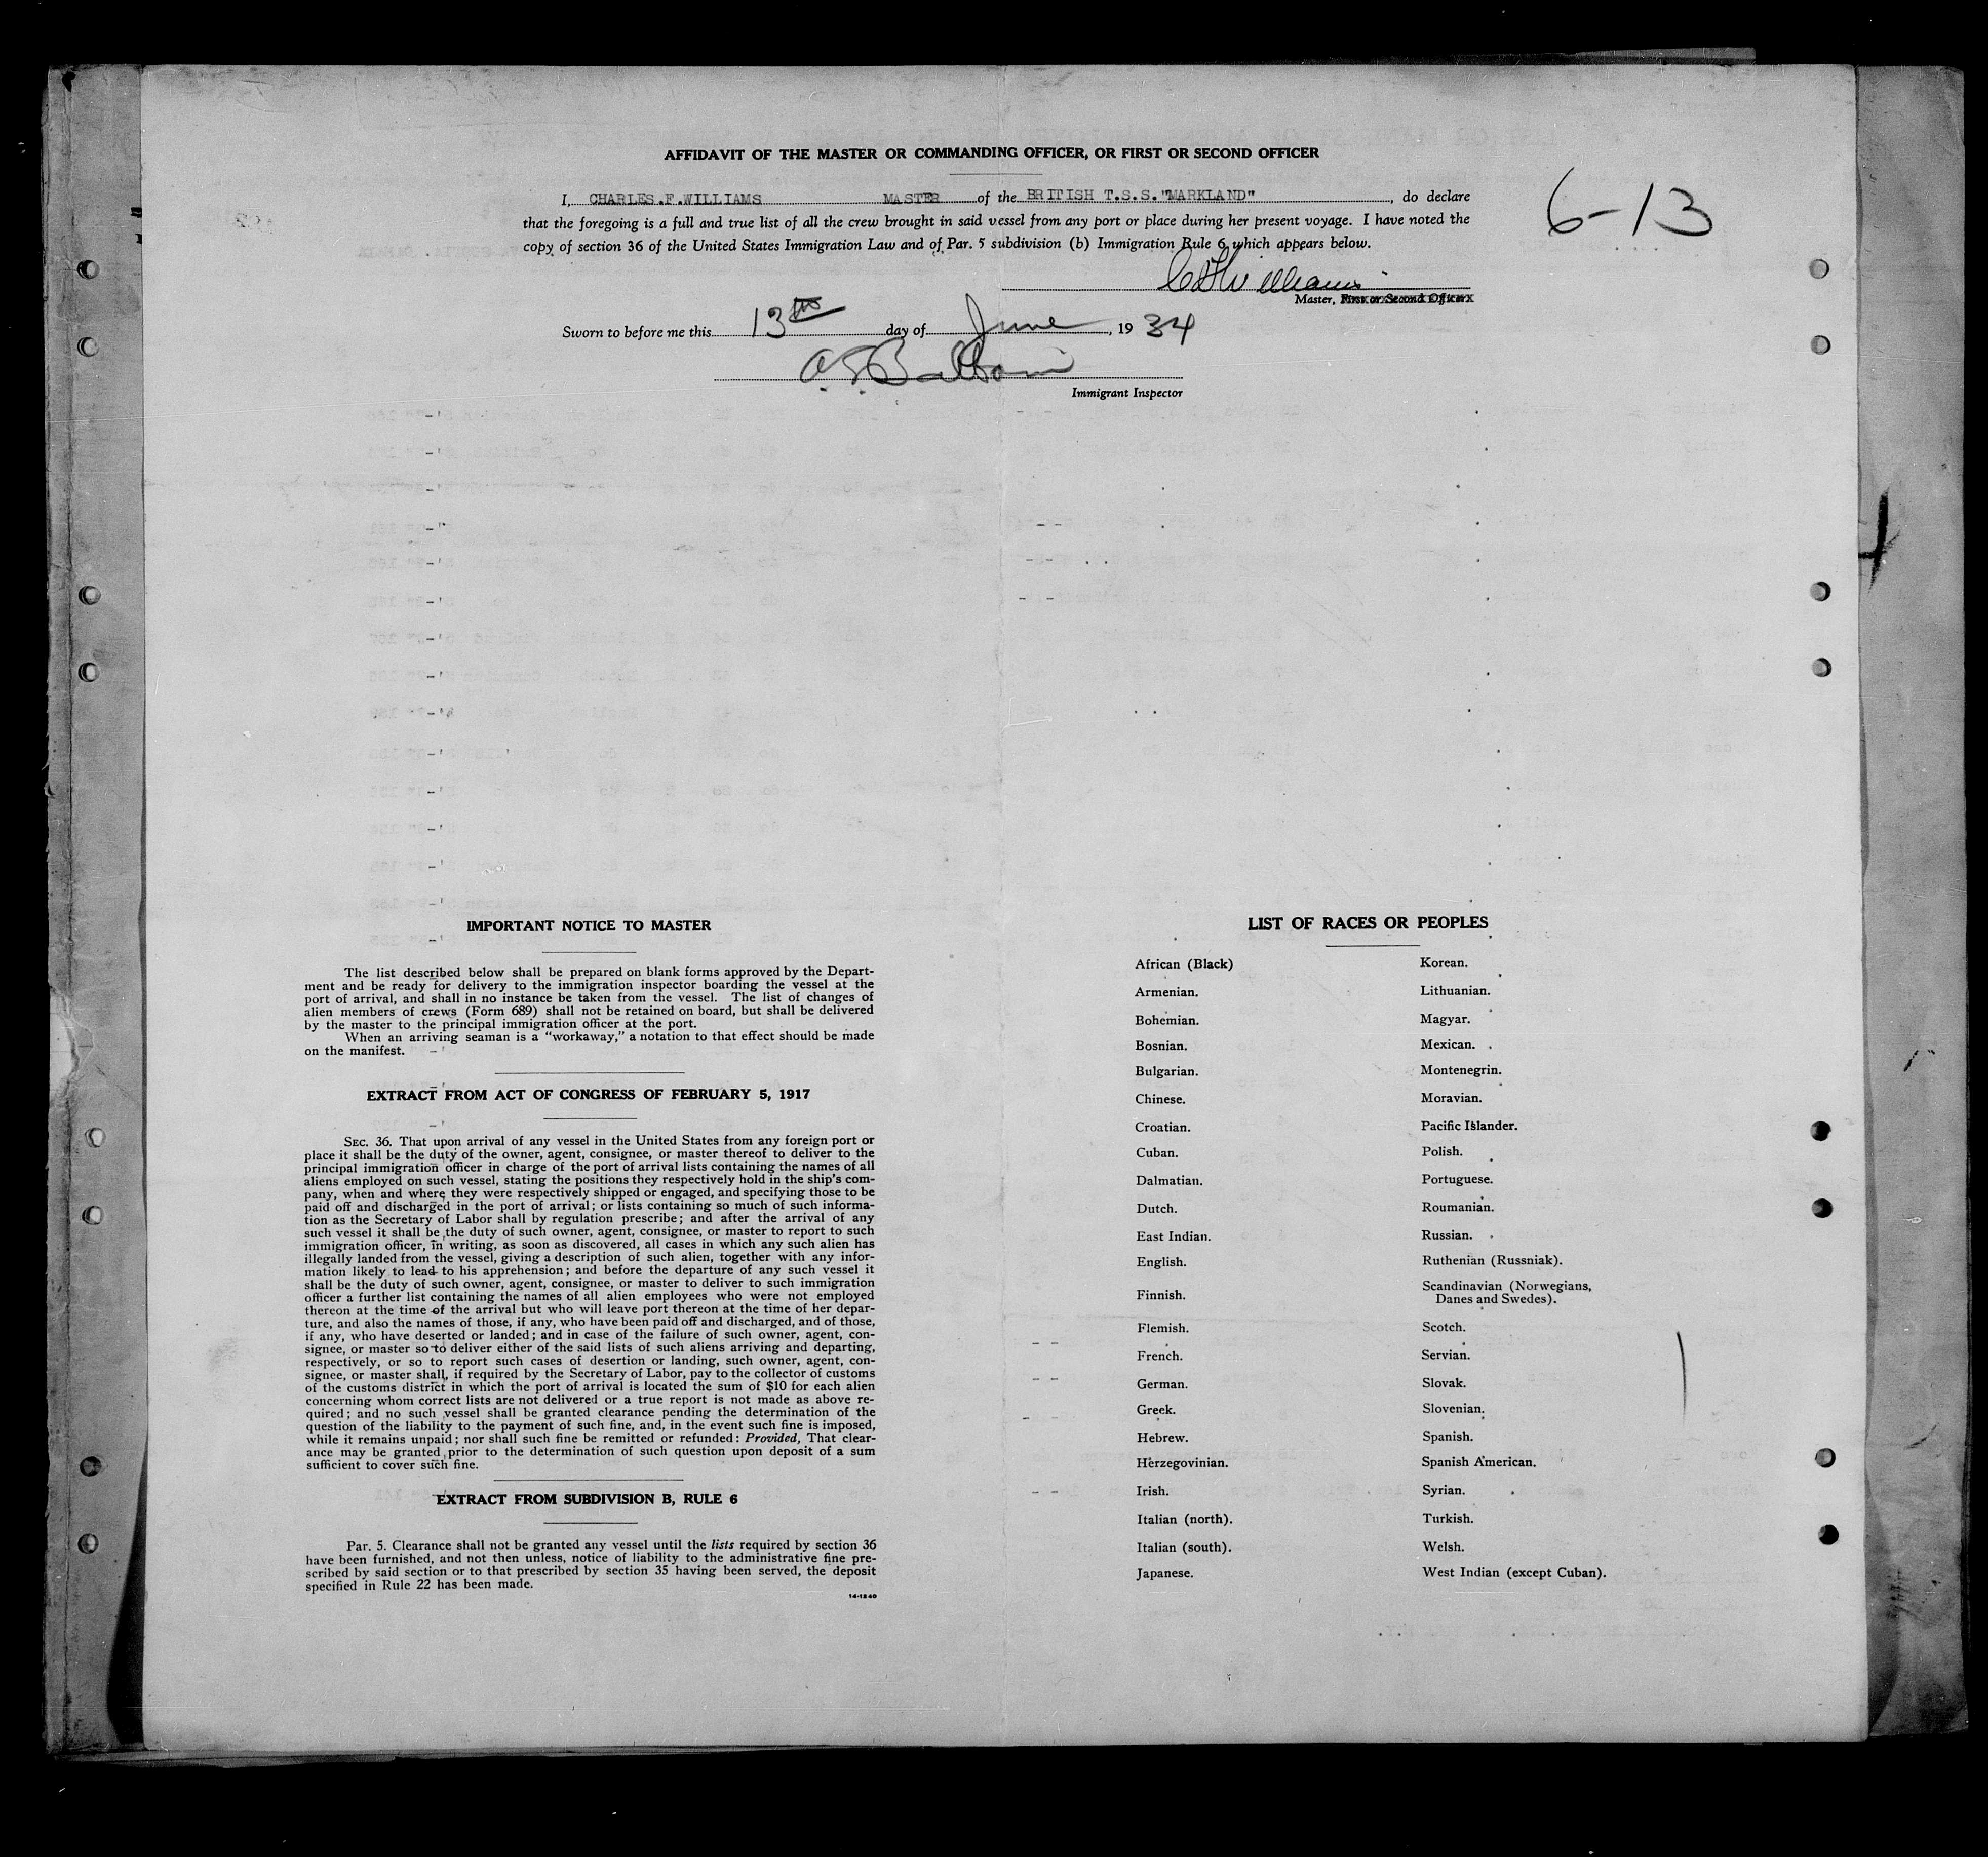 AFFIDAVIT OF THE MASTER OR COMMANDING OFFICER, OR FIRST OR SECOND OFFICER
6-13
I, CHARLES.F.WILLIAMS MASTER of the BRITISH T.S.S."MARKLAND", do declare
that the foregoing is a full and true list of all the crew brought in said vessel from any port or place during her present voyage. I have noted the
copy of section 36 of the United States Immigration Law and of Par. 5 subdivision (b) Immigration Rule 6, which appears below.
CF Williams
Master, First or Second Officer
Sworn to before me this 13th day of June, 1934
Immigrant Inspector
IMPORTANT NOTICE TO MASTER
The list described below shall be prepared on blank forms approved by the Depart-
ment and be ready for delivery to the immigration inspector boarding the vessel at the
port of arrival, and shall in no instance be taken from the vessel. The list of changes of
alien members of crews (Form 689) shall not be retained on board, but shall be delivered
by the master to the principal immigration officer at the port.
When an arriving seaman is a "workaway," a notation to that effect should be made
on the manifest.
EXTRACT FROM ACT OF CONGRESS OF FEBRUARY 5, 1917
SEC. 36. That upon arrival of any vessel in the United States from any foreign port or
place it shall be the duty of the owner, agent, consignee, or master thereof to deliver to the
principal immigration officer in charge of the port of arrival lists containing the names of all
aliens employed on such vessel, stating the positions they respectively hold in the ship's com-
pany, when and where they were respectively shipped or engaged, and specifying those to be
paid off and discharged in the port of arrival; or lists containing so much of such informa-
tion as the Secretary of Labor shall by regulation prescribe; and after the arrival of any
such vessel it shall be the duty of such owner, agent, consignee, or master to report to such
immigration officer, in writing, as soon as discovered, all cases in which any such alien has
illegally landed from the vessel, giving a description of such alien, together with any infor-
mation likely to lead to his apprehension; and before the departure of any such vessel it
shall be the duty of such owner, agent, consignee, or master to deliver to such immigration
officer a further list containing the names of all alien employees who were not employed
thereon at the time of the arrival but who will leave port thereon at the time of her depar-
ture, and also the names of those, if any, who have been paid off and discharged, and of those,
if any, who have deserted or landed; and in case of the failure of such owner, agent, con-
signee, or master so to deliver either of the said lists of such aliens arriving and departing,
respectively, or so to report such cases of desertion or landing, such owner, agent, con-
signee, or master shall, if required by the Secretary of Labor, pay to the collector of customs
of the customs district in which the port of arrival is located the sum of $10 for each alien
concerning whom correct lists are not delivered or a true report is not made as above re-
quired; and no such vessel shall be granted clearance pending the determination of the
question of the liability to the payment of such fine, and, in the event such fine is imposed,
while it remains unpaid; nor shall such fine be remitted or refunded: Provided, That clear-
ance may be granted prior to the determination of such question upon deposit of a sum
sufficient to cover such fine.
EXTRACT FROM SUBDIVISION B, RULE 6
Par. 5. Clearance shall not be granted any vessel until the lists required by section 36
have been furnished, and not then unless, notice of liability to the administrative fine pre-
scribed by said section or to that prescribed by section 35 having been served, the deposit
specified in Rule 22 has been made.
14-1240
LIST OF RACES OR PEOPLES
African (Black)
Armenian.
Bohemian.
Bosnian.
Bulgarian.
Chinese.
Croatian.
Cuban.
Dalmatian.
Dutch.
East Indian.
English.
Finnish.
Flemish.
French.
German.
Greek.
Hebrew.
Herzegovinian.
Irish.
Italian (north).
Italian (south).
Japanese.
Korean.
Lithuanian.
Magyar.
Mexican.
Montenegrin.
Moravian.
Pacific Islander.
Polish.
Portuguese.
Roumanian.
Russian.
Ruthenian (Russniak).
Scandinavian (Norwegians,
Danes and Swedes).
Scotch.
Servian.
Slovak.
Slovenian.
Spanish.
Spanish American.
Syrian.
Turkish.
Welsh.
West Indian (except Cuban).